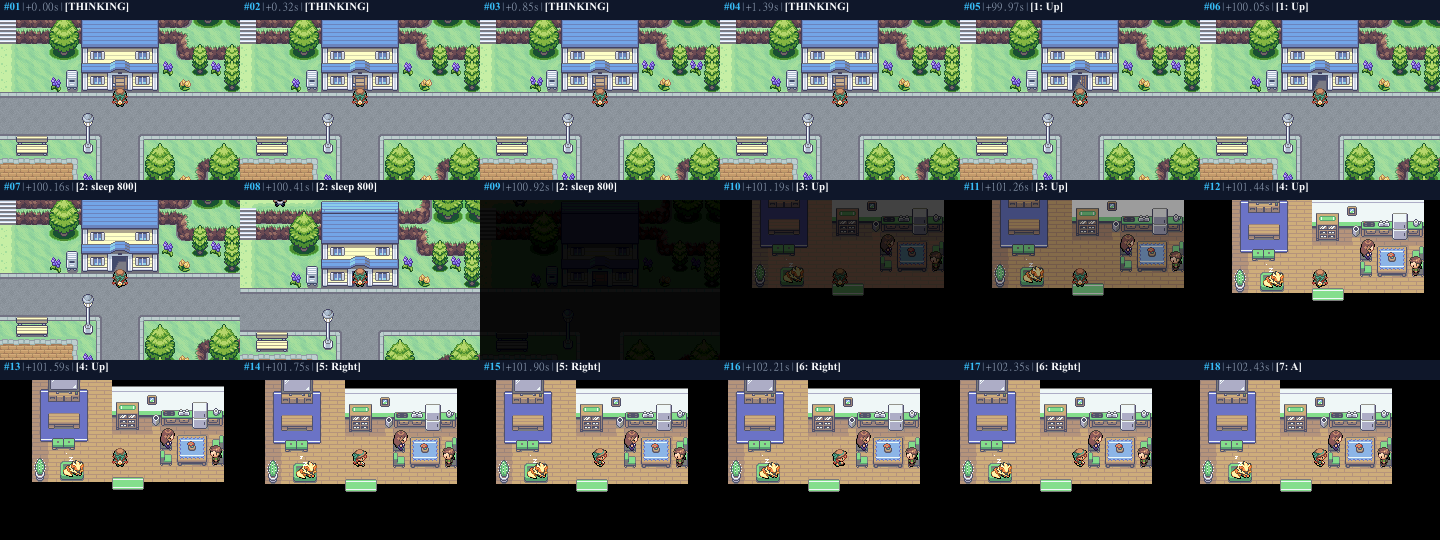 #01 | +0.00s | [THINKING]
#02 | +0.32s | [THINKING]
#03 | +0.85s | [THINKING]
#04 | +1.39s | [THINKING]
#05 | +99.97s | [1: Up]
#06 | +100.05s | [1: Up]
#07 | +100.16s | [2: sleep 800]
#08 | +100.41s | [2: sleep 800]
#09 | +100.92s | [2: sleep 800]
#10 | +101.19s | [3: Up]
#11 | +101.26s | [3: Up]
#12 | +101.44s | [4: Up]
#13 | +101.59s | [4: Up]
#14 | +101.75s | [5: Right]
#15 | +101.90s | [5: Right]
#16 | +102.21s | [6: Right]
#17 | +102.35s | [6: Right]
#18 | +102.43s | [7: A]